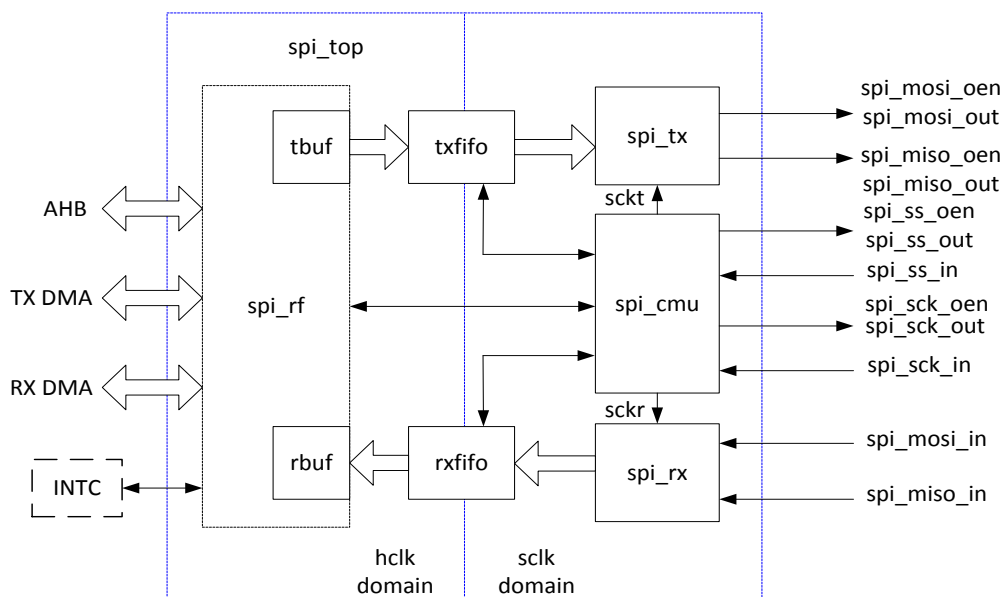 spi_top
tbuf
txfifo
spi_tx
spi_mosi_oen
spi_mosi_out
spi_miso_oen
spi_miso_out
sckt
AHB
spi_ss_oen
spi_ss_out
spi_ss_in
TX DMA
spi_rf
spi_cmu
spi_sck_oen
spi_sck_out
RX DMA
spi_sck_in
sckr
rbuf
rxfifo
spi_rx
spi_mosi_in
INTC
spi_miso_in
hclk
domain
sclk
domain